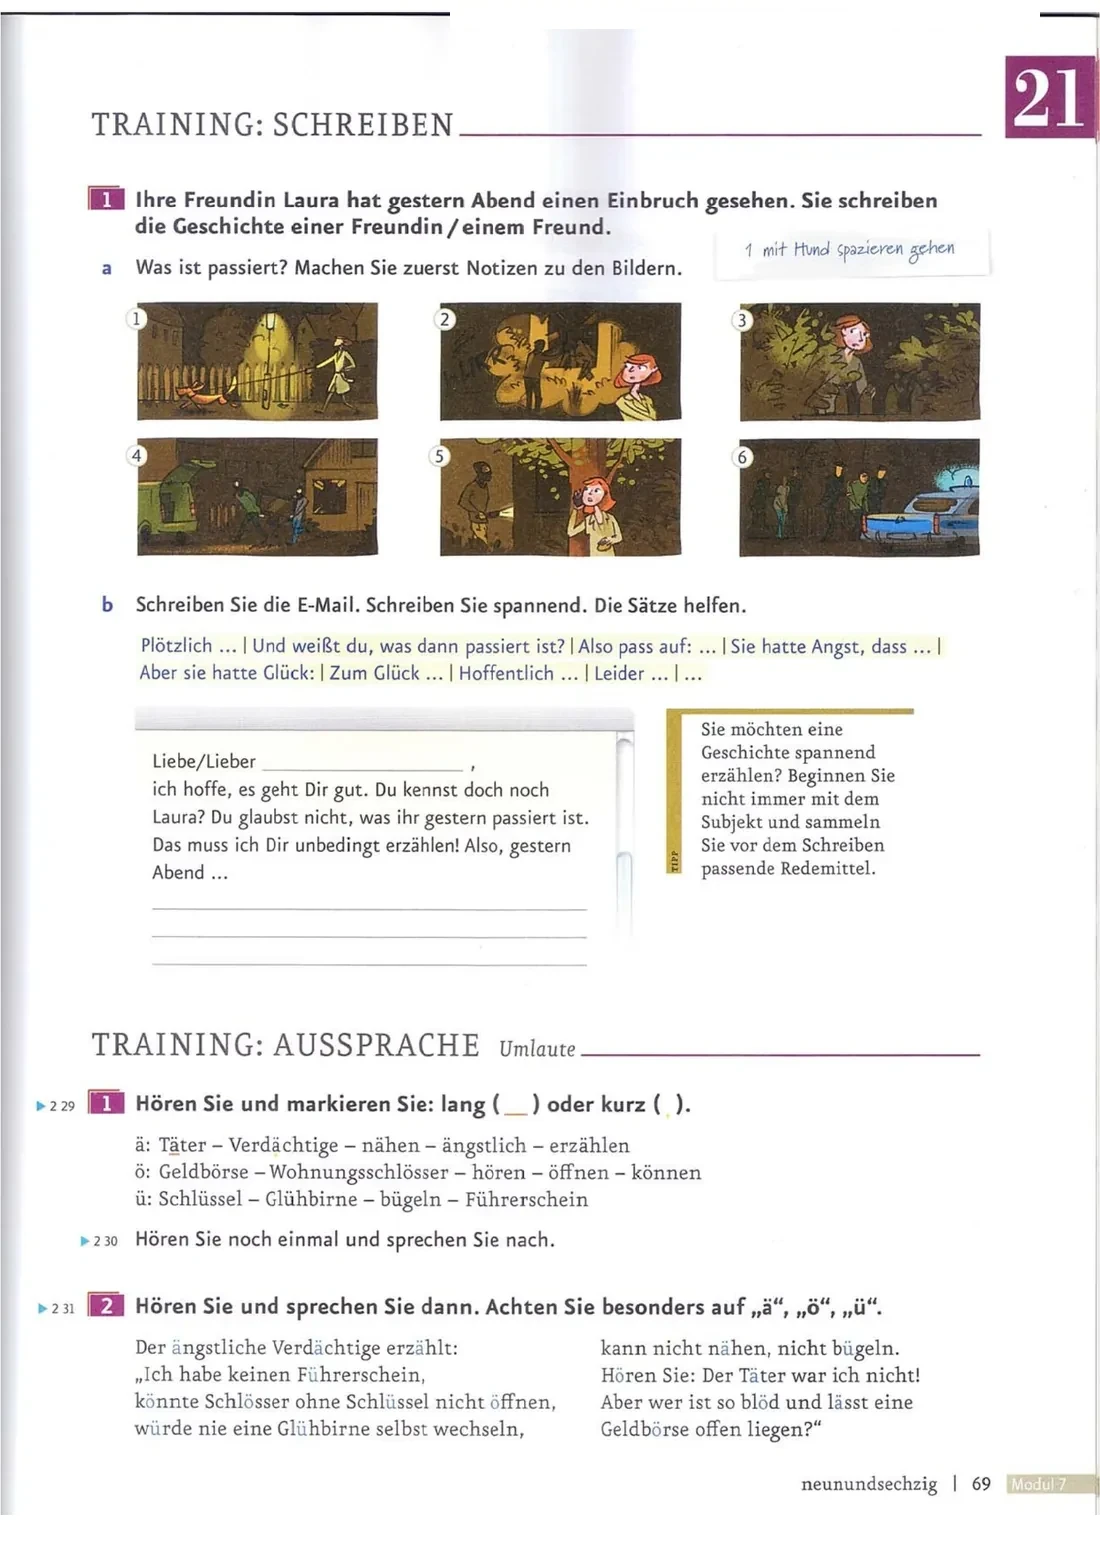 21
TRAINING: SCHREIBEN
1 Ihre Freundin Laura hat gestern Abend einen Einbruch gesehen. Sie schreiben
die Geschichte einer Freundin / einem Freund.
1 mit Hund spazieren gehen
a Was ist passiert? Machen Sie zuerst Notizen zu den Bildern.
1
2
3
4
5
6
b Schreiben Sie die E-Mail. Schreiben Sie spannend. Die Sätze helfen.
Plötzlich ... | Und weißt du, was dann passiert ist? | Also pass auf: ... | Sie hatte Angst, dass ... |
Aber sie hatte Glück: | Zum Glück ... | Hoffentlich ... | Leider ... | ...
Liebe/Lieber ____________________ ,
ich hoffe, es geht Dir gut. Du kennst doch noch
Laura? Du glaubst nicht, was ihr gestern passiert ist.
Das muss ich Dir unbedingt erzählen! Also, gestern
Abend ...
TIPP
Sie möchten eine
Geschichte spannend
erzählen? Beginnen Sie
nicht immer mit dem
Subjekt und sammeln
Sie vor dem Schreiben
passende Redemittel.
TRAINING: AUSSPRACHE Umlaute
2 29 1 Hören Sie und markieren Sie: lang ( __ ) oder kurz ( . ).
ä: Täter – Verdächtige – nähen – ängstlich – erzählen
ö: Geldbörse – Wohnungsschlösser – hören – öffnen – können
ü: Schlüssel – Glühbirne – bügeln – Führerschein
2 30 Hören Sie noch einmal und sprechen Sie nach.
2 31 2 Hören Sie und sprechen Sie dann. Achten Sie besonders auf „ä“, „ö“, „ü“.
Der ängstliche Verdächtige erzählt:
„Ich habe keinen Führerschein,
könnte Schlösser ohne Schlüssel nicht öffnen,
würde nie eine Glühbirne selbst wechseln,
kann nicht nähen, nicht bügeln.
Hören Sie: Der Täter war ich nicht!
Aber wer ist so blöd und lässt eine
Geldbörse offen liegen?“
neunundsechzig | 69 Modul 7